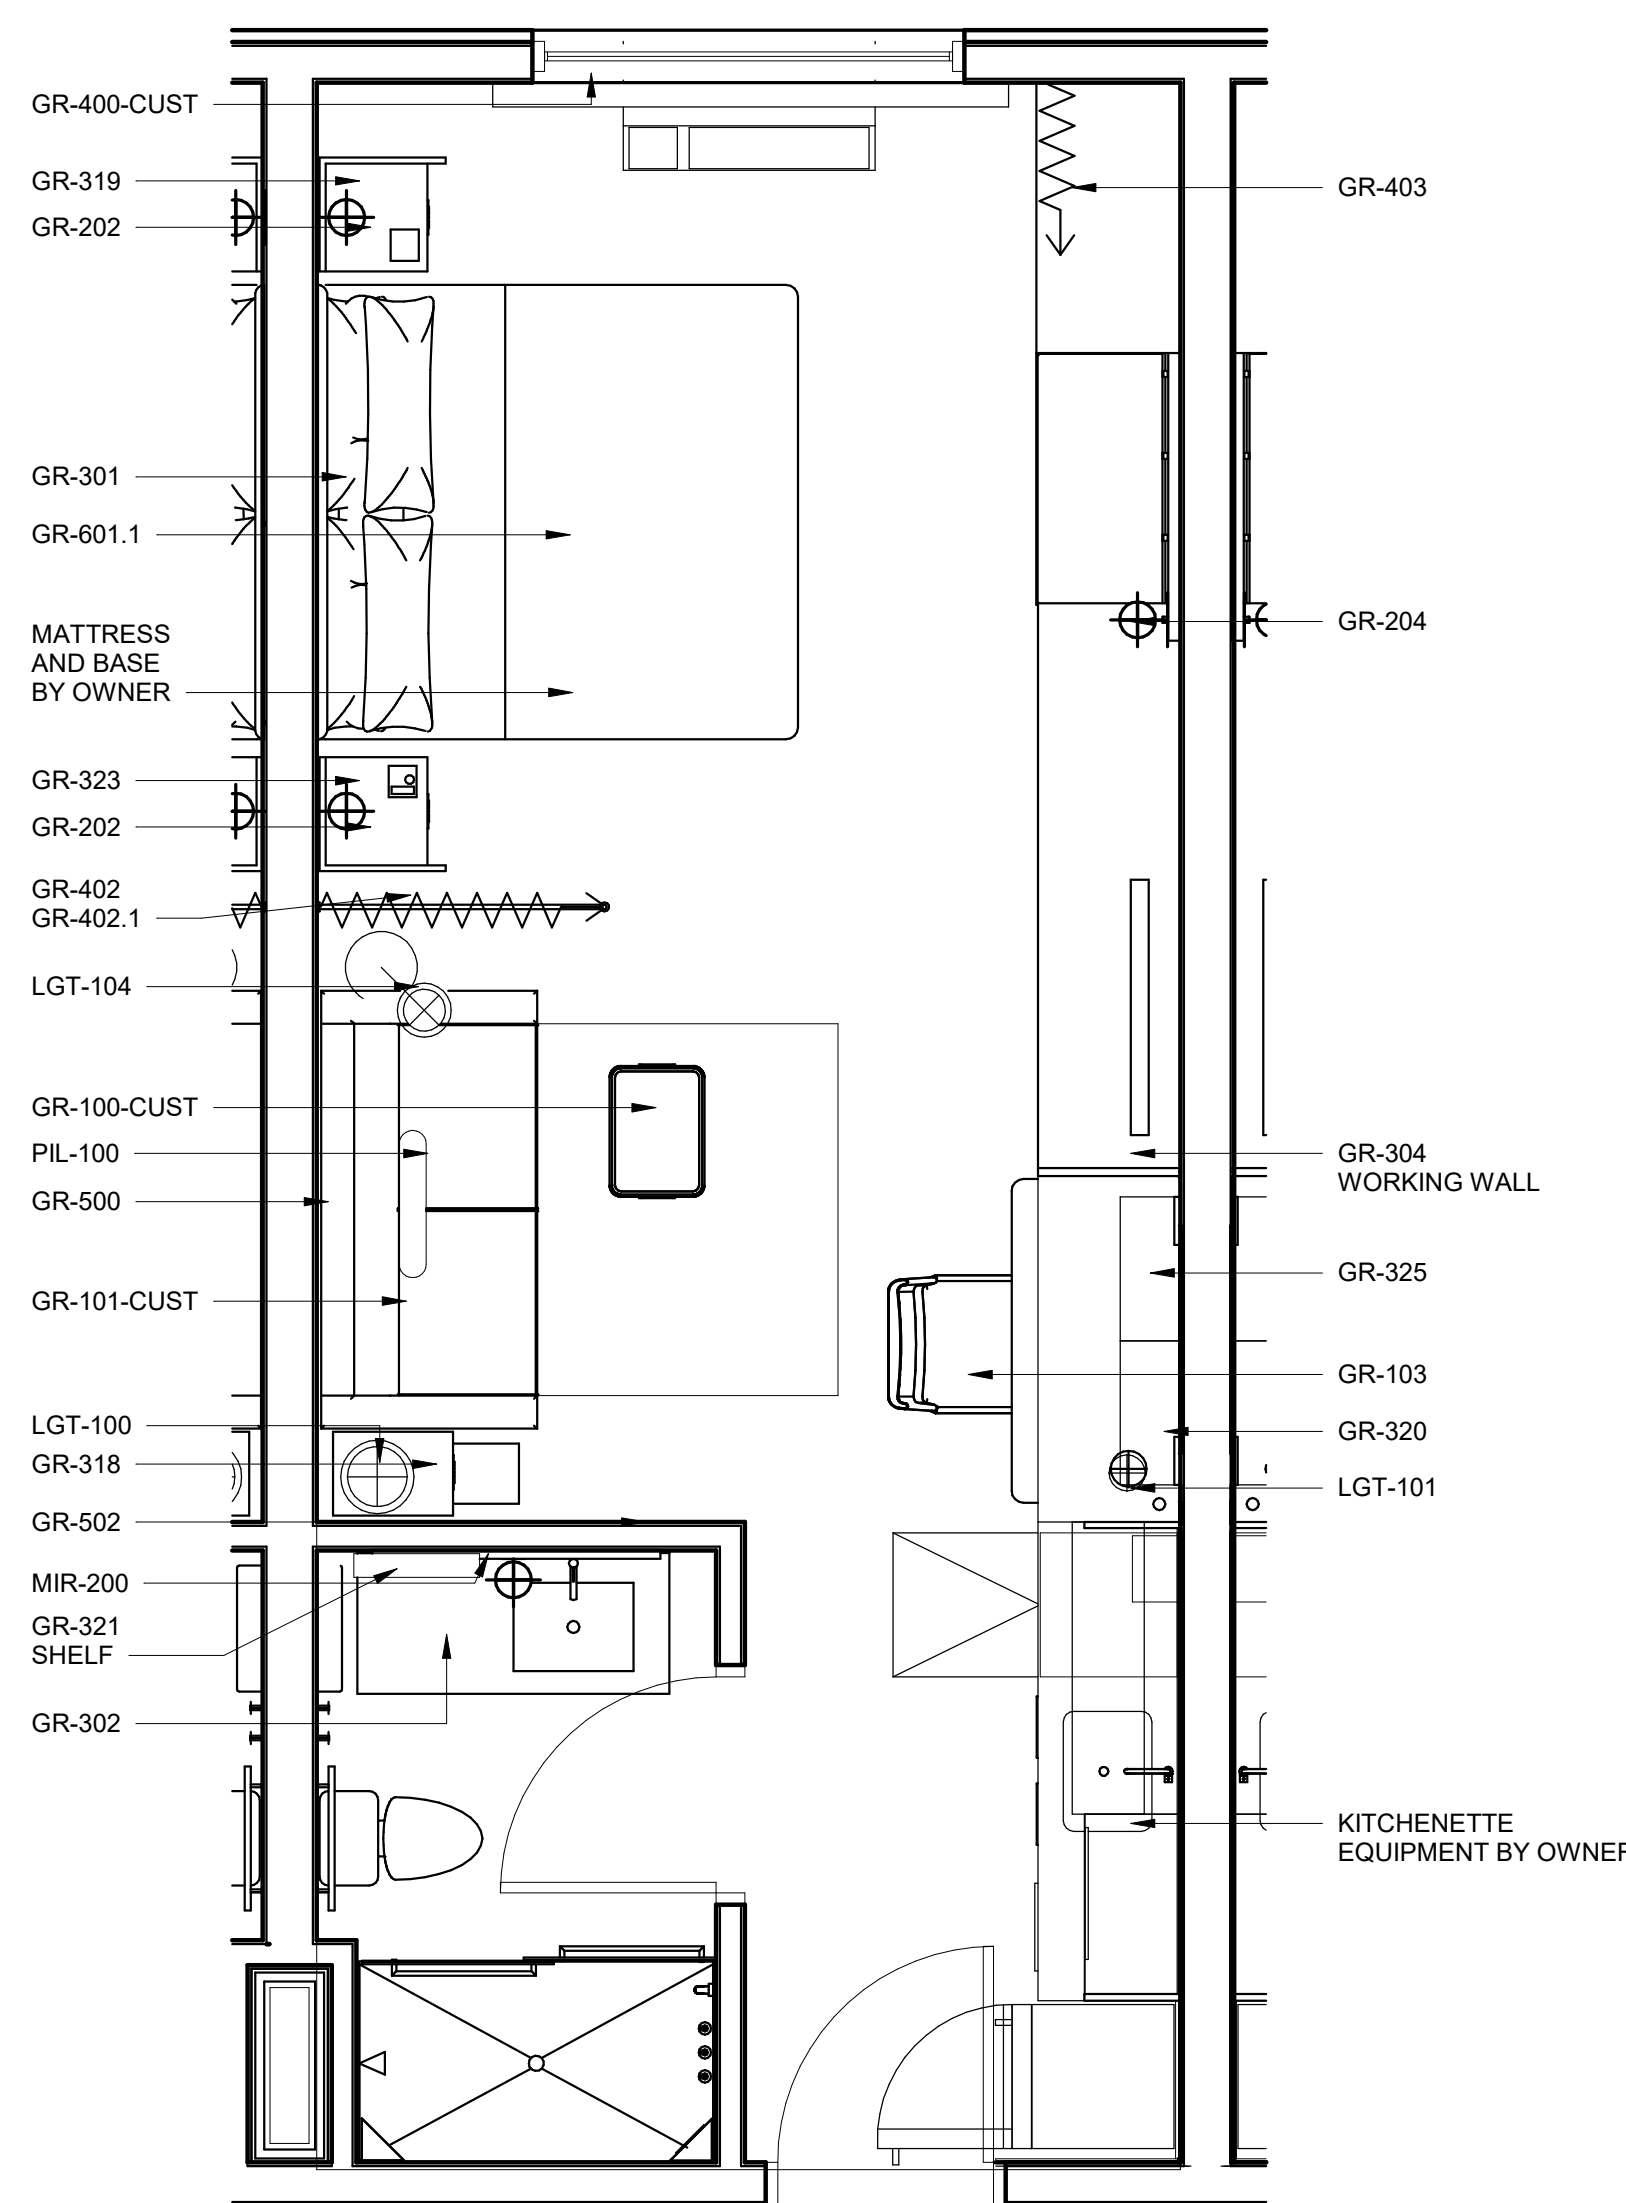 GR-400-CUST
GR-319
GR-202
GR-301
GR-601.1
MATTRESS
AND BASE
BY OWNER
GR-323
GR-202
GR-402
GR-402.1
LGT-104
GR-100-CUST
PIL-100
GR-500
GR-101-CUST
LGT-100
GR-318
GR-502
MIR-200
GR-321
SHELF
GR-302
GR-403
GR-204
GR-304
WORKING WALL
GR-325
GR-103
GR-320
LGT-101
KITCHENETTE
EQUIPMENT BY OWNER